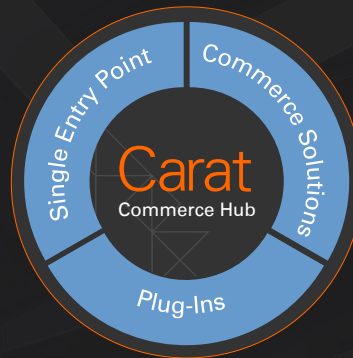 Single Entry Point
Commerce Solutions
Carat
Commerce Hub
Plug-Ins